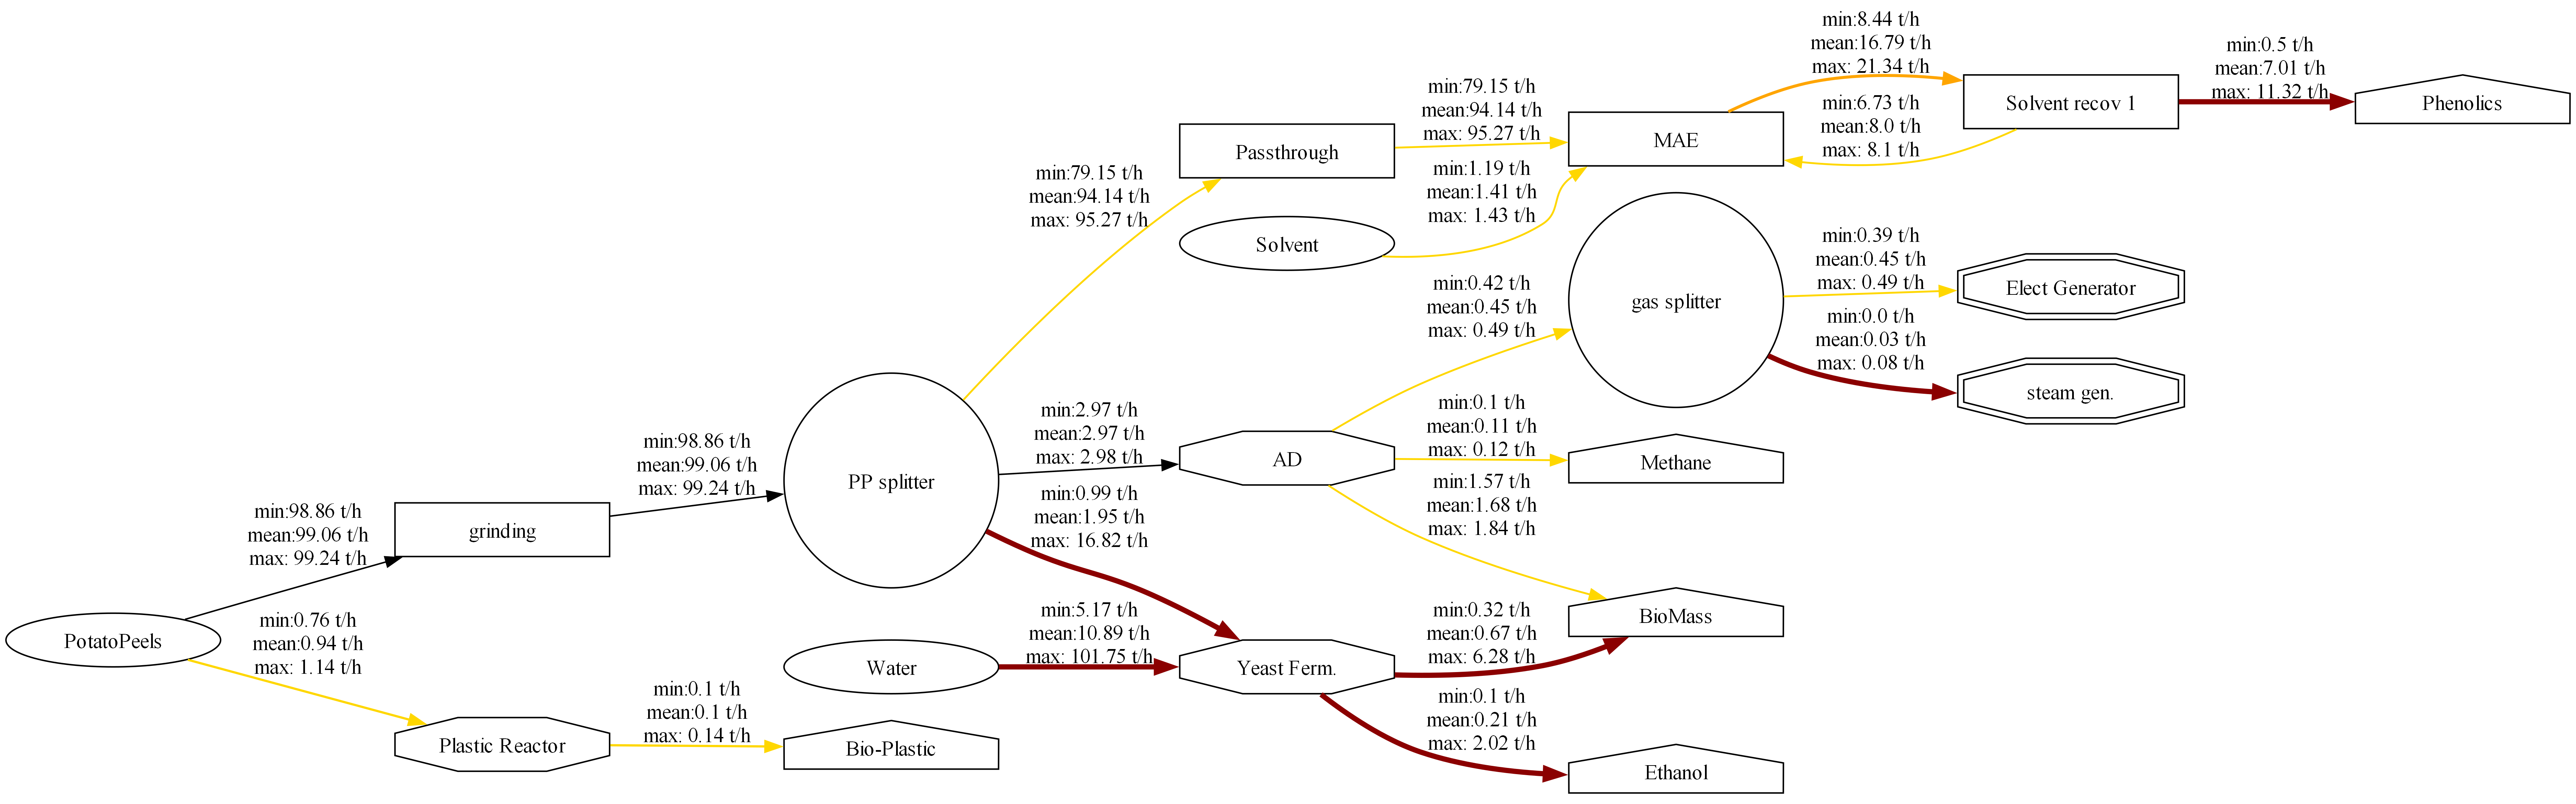 PotatoPeels
min:98.86 t/h
mean:99.06 t/h
max: 99.24 t/h
min:0.76 t/h
mean:0.94 t/h
max: 1.14 t/h
grinding
Plastic Reactor
min:98.86 t/h
mean:99.06 t/h
max: 99.24 t/h
min:0.1 t/h
mean:0.1 t/h
max: 0.14 t/h
PP splitter
Water
Bio-Plastic
min:79.15 t/h
mean:94.14 t/h
max: 95.27 t/h
min:2.97 t/h
mean:2.97 t/h
max: 2.98 t/h
min:0.99 t/h
mean:1.95 t/h
max: 16.82 t/h
min:5.17 t/h
mean:10.89 t/h
max: 101.75 t/h
Passthrough
Solvent
AD
Yeast Ferm.
min:79.15 t/h
mean:94.14 t/h
max: 95.27 t/h
min:1.19 t/h
mean:1.41 t/h
max: 1.43 t/h
min:0.42 t/h
mean:0.45 t/h
max: 0.49 t/h
min:0.1 t/h
mean:0.11 t/h
max: 0.12 t/h
min:1.57 t/h
mean:1.68 t/h
max: 1.84 t/h
min:0.32 t/h
mean:0.67 t/h
max: 6.28 t/h
min:0.1 t/h
mean:0.21 t/h
max: 2.02 t/h
MAE
gas splitter
Methane
BioMass
Ethanol
min:8.44 t/h
mean:16.79 t/h
max: 21.34 t/h
min:6.73 t/h
mean:8.0 t/h
max: 8.1 t/h
min:0.39 t/h
mean:0.45 t/h
max: 0.49 t/h
min:0.0 t/h
mean:0.03 t/h
max: 0.08 t/h
Solvent recov 1
Elect Generator
steam gen.
min:0.5 t/h
mean:7.01 t/h
max: 11.32 t/h
Phenolics